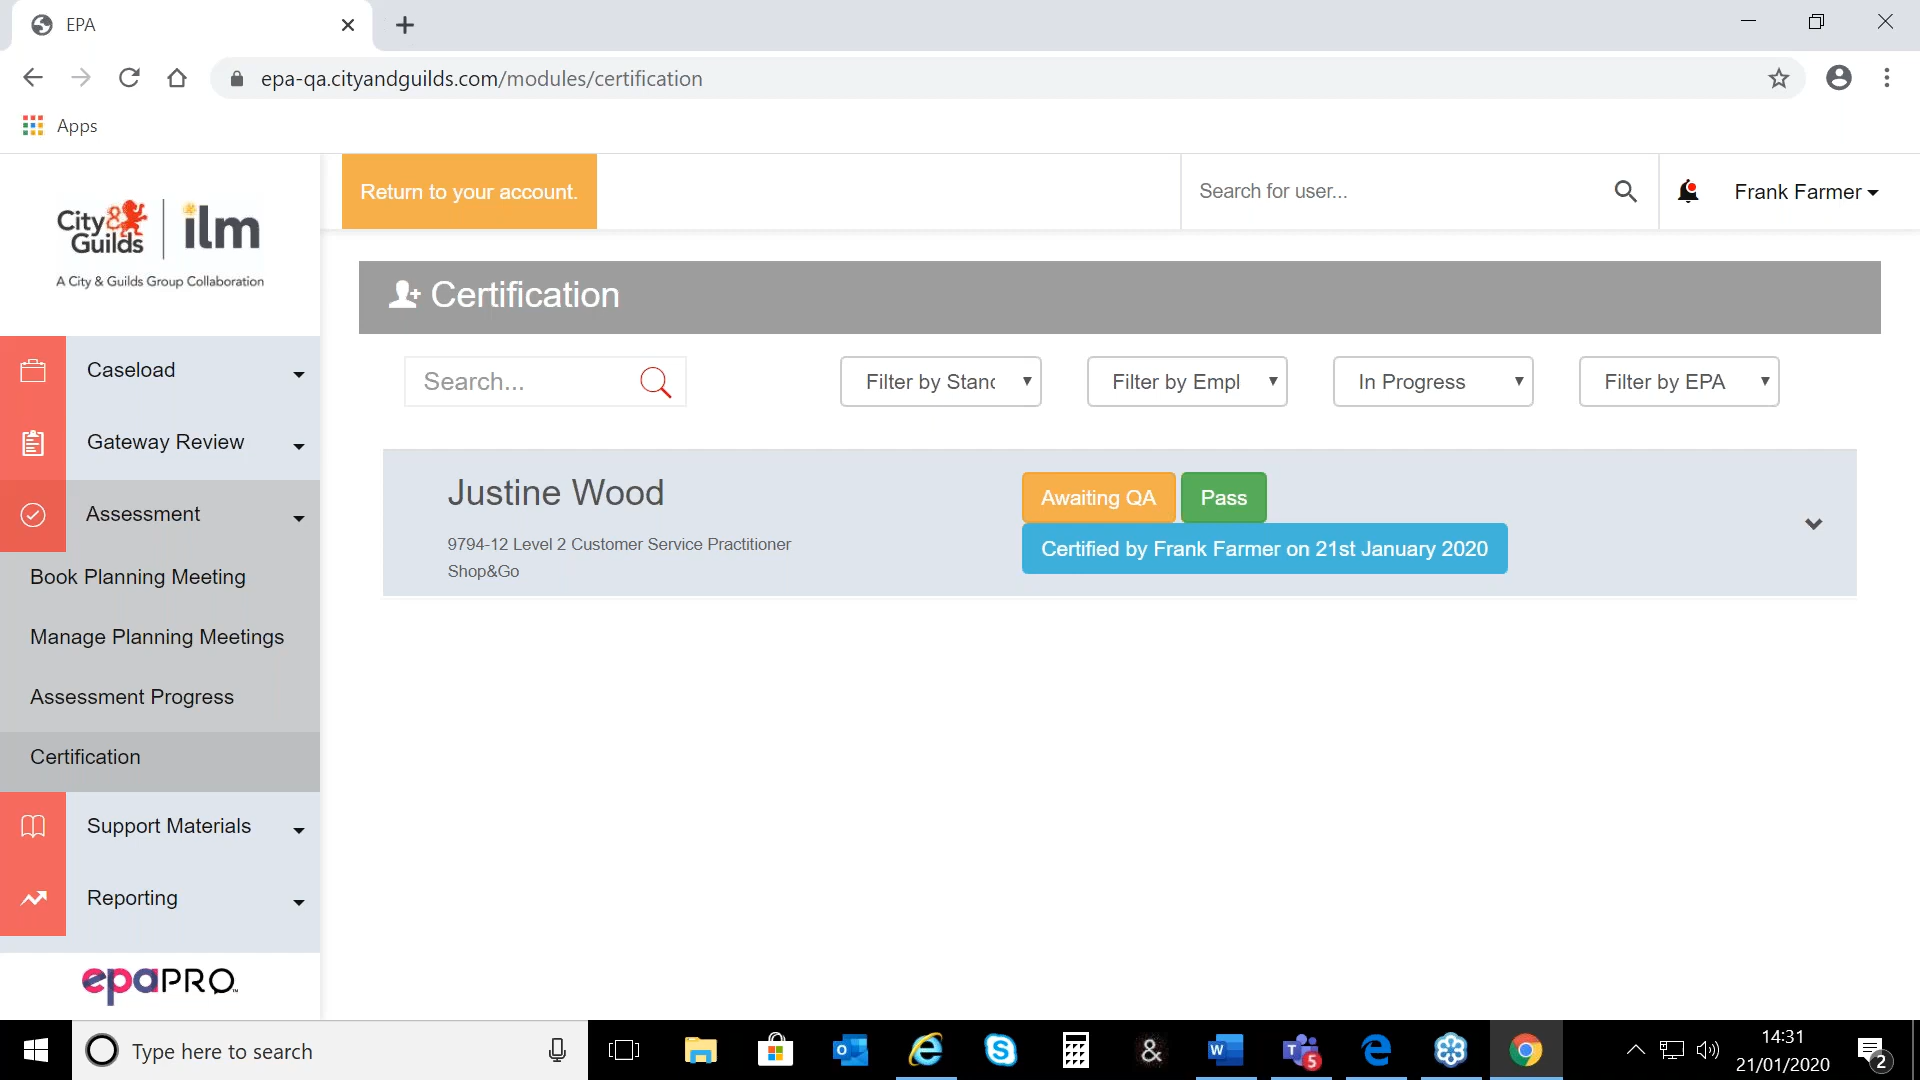 EPA
epa-qa.cityandguilds.com/modules/certification
Apps
City & Guilds | ilm
A City & Guilds Group Collaboration
Return to your account.
Search for user...
Frank Farmer
Certification
Search...
Filter by Stanc
Filter by Empl
In Progress
Filter by EPA
Caseload
Gateway Review
Assessment
Book Planning Meeting
Manage Planning Meetings
Assessment Progress
Certification
Support Materials
Reporting
epaPRO
Justine Wood
9794-12 Level 2 Customer Service Practitioner
Shop&Go
Awaiting QA
Pass
Certified by Frank Farmer on 21st January 2020
Type here to search
&
5
14:31
21/01/2020
2